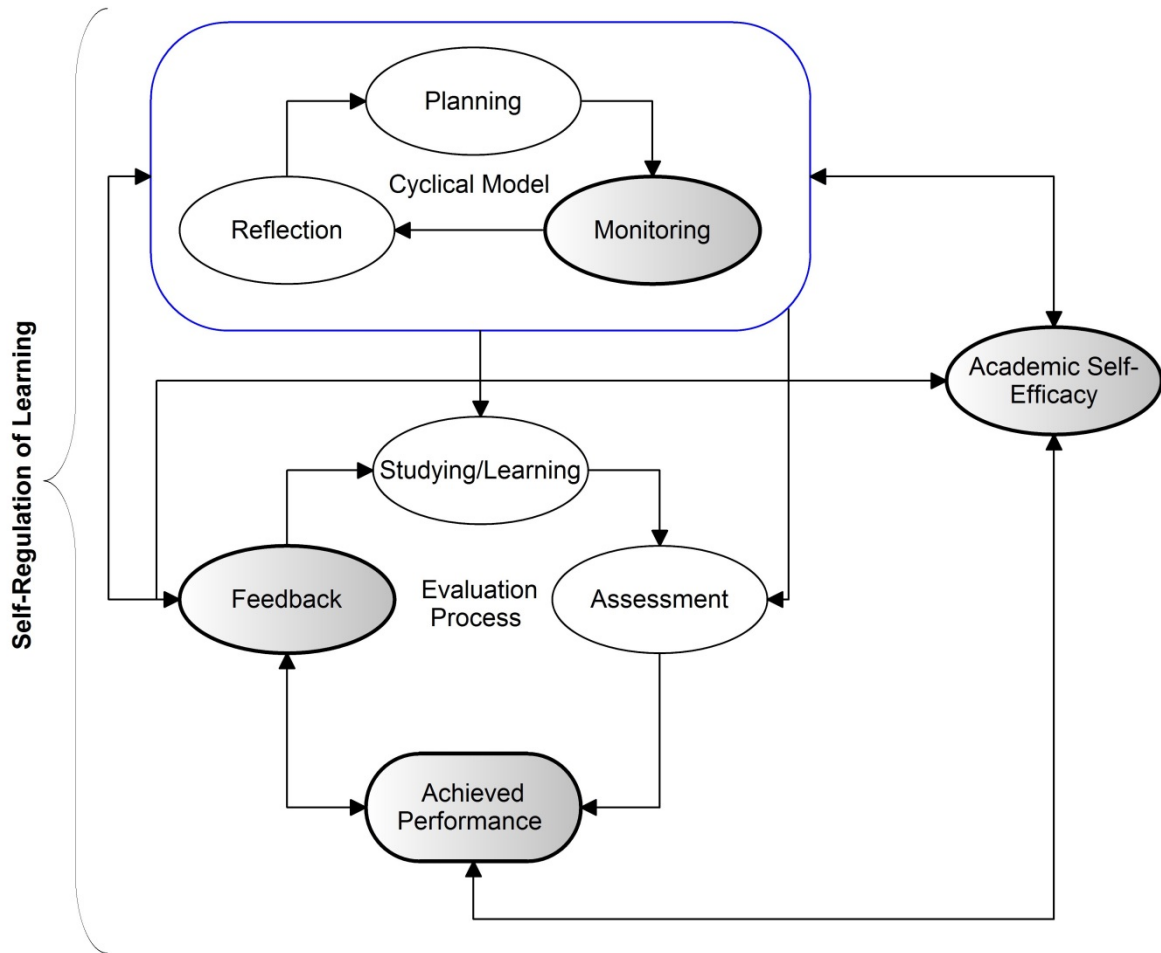 Self-Regulation of Learning
Planning
Cyclical Model
Reflection
Monitoring
Academic Self-
Efficacy
Studying/Learning
Feedback
Evaluation
Process
Assessment
Achieved
Performance